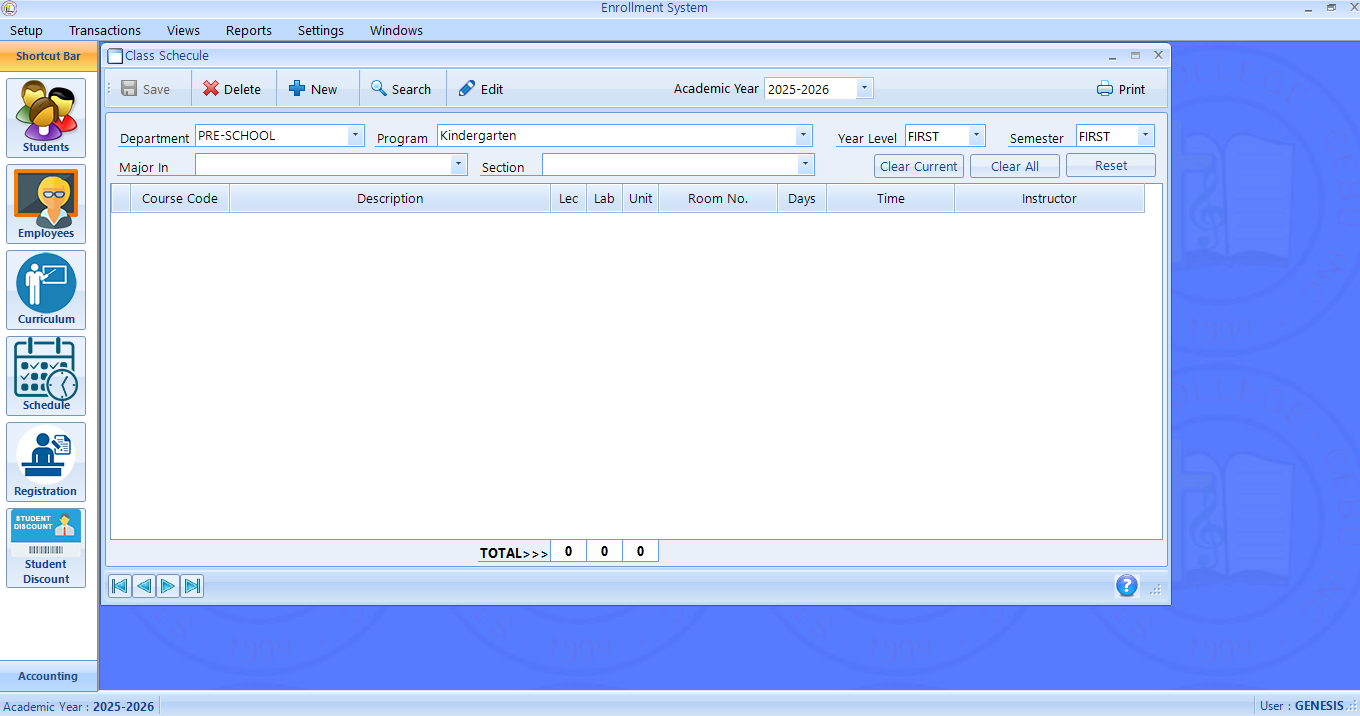 Enrollment System
Setup Transactions Views Reports Settings Windows
Shortcut Bar
Students
Employees
Curriculum
Schedule
Registration
STUDENT DISCOUNT
Student Discount
Accounting
Class Schecule
Save Delete New Search Edit Academic Year 2025-2026 Print
Department PRE-SCHOOL Program Kindergarten Year Level FIRST Semester FIRST
Major In Section Clear Current Clear All Reset
Course Code Description Lec Lab Unit Room No. Days Time Instructor
TOTAL>>> 0 0 0
?
Academic Year : 2025-2026 User : GENESIS